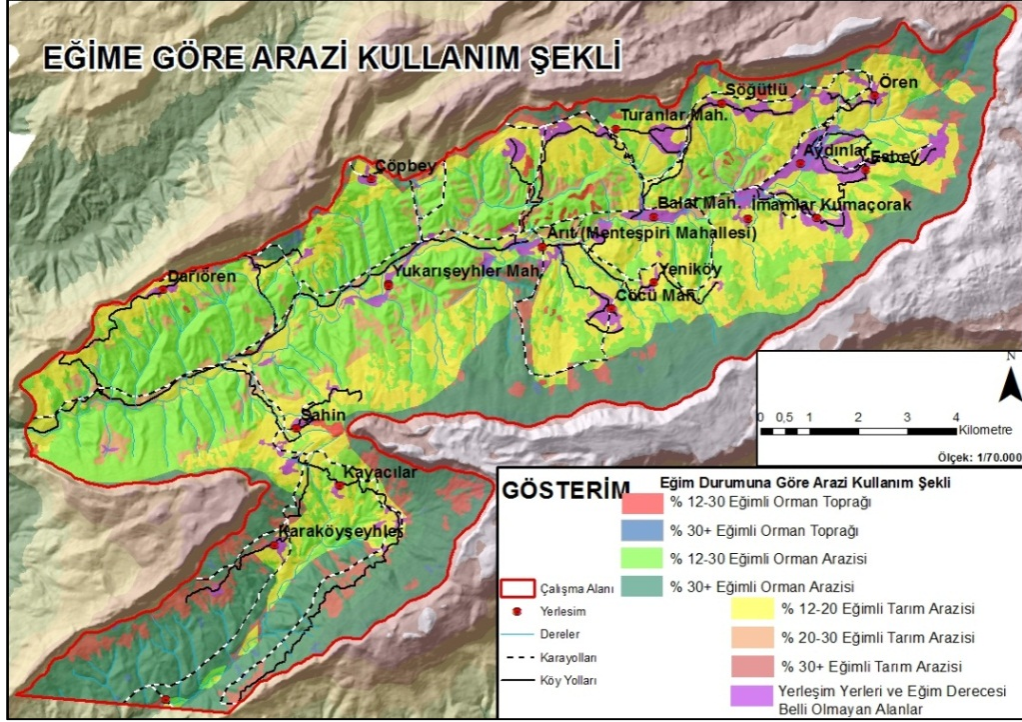 EĞİME GÖRE ARAZİ KULLANIM ŞEKLİ
Ören
Söğütlü
Turanlar Mah.
Aydınlar
Esbey
Çöpbey
Balat Mah.
İmamlar Kumaçorak
Arıt (Menteşpiri Mahallesi)
Yukarışeyhler Mah.
Yeniköy
Darıören
Cöcü Mah.
Şahin
Kayacılar
Karaköyşeyhler
N
0 0,5 1 2 3 4
Kilometre
Ölçek: 1/70.000
GÖSTERİM
Eğim Durumuna Göre Arazi Kullanım Şekli
% 12-30 Eğimli Orman Toprağı
% 30+ Eğimli Orman Toprağı
% 12-30 Eğimli Orman Arazisi
% 30+ Eğimli Orman Arazisi
Çalışma Alanı
Yerlesim
Dereler
Karayolları
Köy Yolları
% 12-20 Eğimli Tarım Arazisi
% 20-30 Eğimli Tarım Arazisi
% 30+ Eğimli Tarım Arazisi
Yerleşim Yerleri ve Eğim Derecesi
Belli Olmayan Alanlar